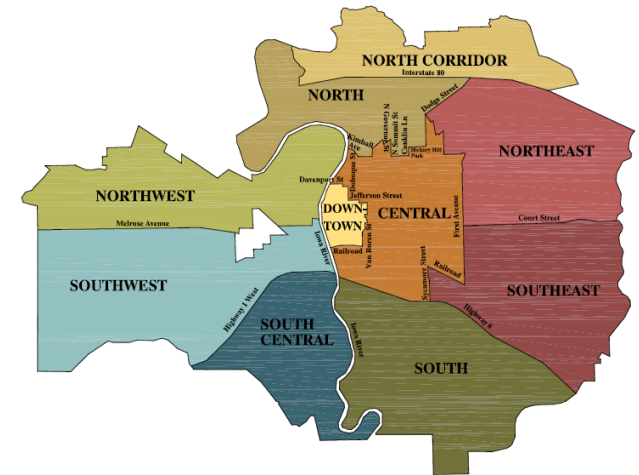 NORTH CORRIDOR
Interstate 80
NORTH
Dodge Street
N Governor St
N Summit St
Conklin Ln
Kimball
Ave
Hickory Hill
Park
NORTHEAST
Dubuque St
Davenport St
Jefferson Street
NORTHWEST
DOWN-
TOWN
CENTRAL
First Avenue
Court Street
Melrose Avenue
Iowa River
Railroad
Van Buren St
Sycamore Street
Railroad
SOUTHWEST
SOUTHEAST
Highway 1 West
Highway 6
SOUTH
CENTRAL
Iowa River
SOUTH